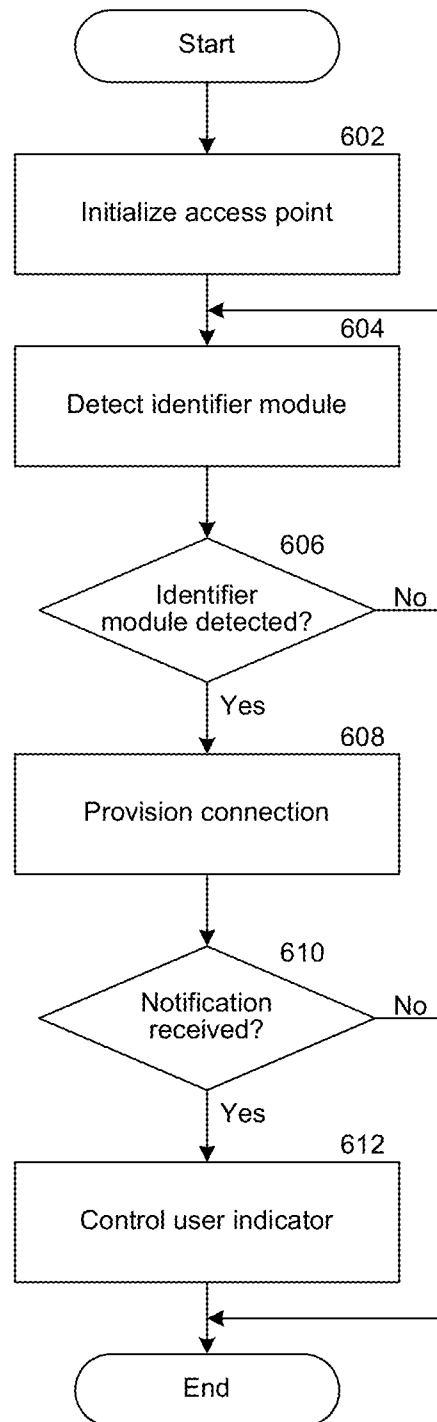 Start
602
Initialize access point
604
Detect identifier module
606
Identifier
module detected?
No
Yes
608
Provision connection
610
Notification
received?
No
Yes
612
Control user indicator
End